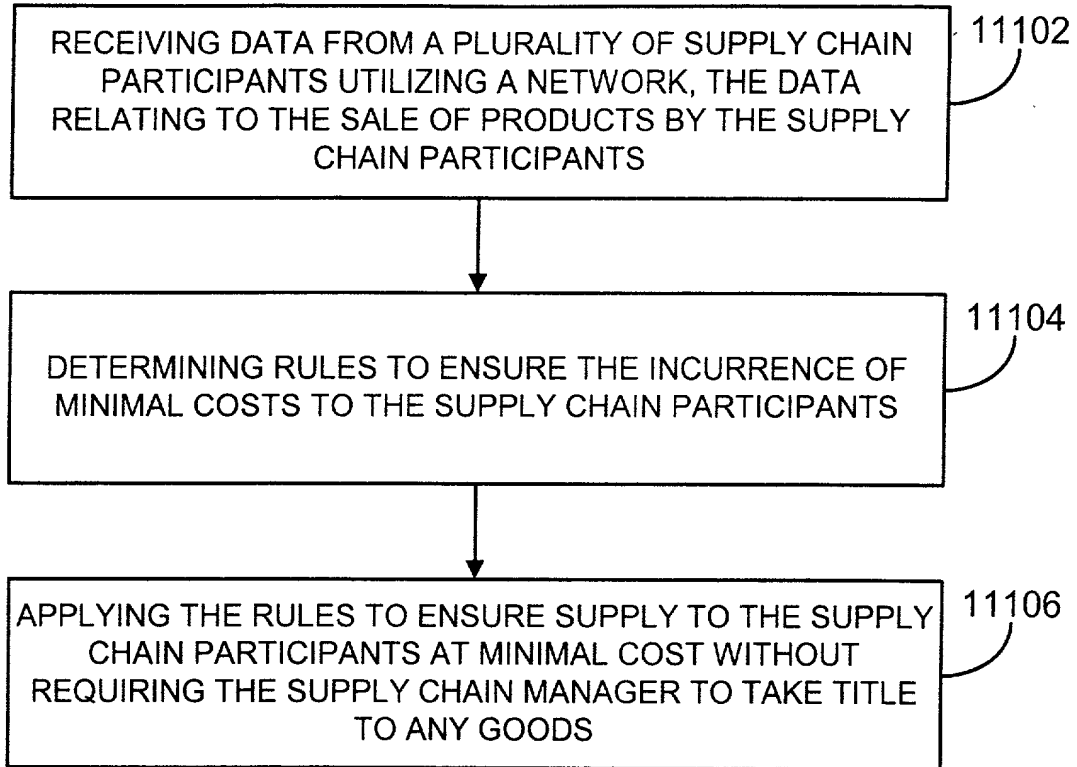 RECEIVING DATA FROM A PLURALITY OF SUPPLY CHAIN
PARTICIPANTS UTILIZING A NETWORK, THE DATA
RELATING TO THE SALE OF PRODUCTS BY THE SUPPLY
CHAIN PARTICIPANTS
11102
DETERMINING RULES TO ENSURE THE INCURRENCE OF
MINIMAL COSTS TO THE SUPPLY CHAIN PARTICIPANTS
11104
APPLYING THE RULES TO ENSURE SUPPLY TO THE SUPPLY
CHAIN PARTICIPANTS AT MINIMAL COST WITHOUT
REQUIRING THE SUPPLY CHAIN MANAGER TO TAKE TITLE
TO ANY GOODS
11106